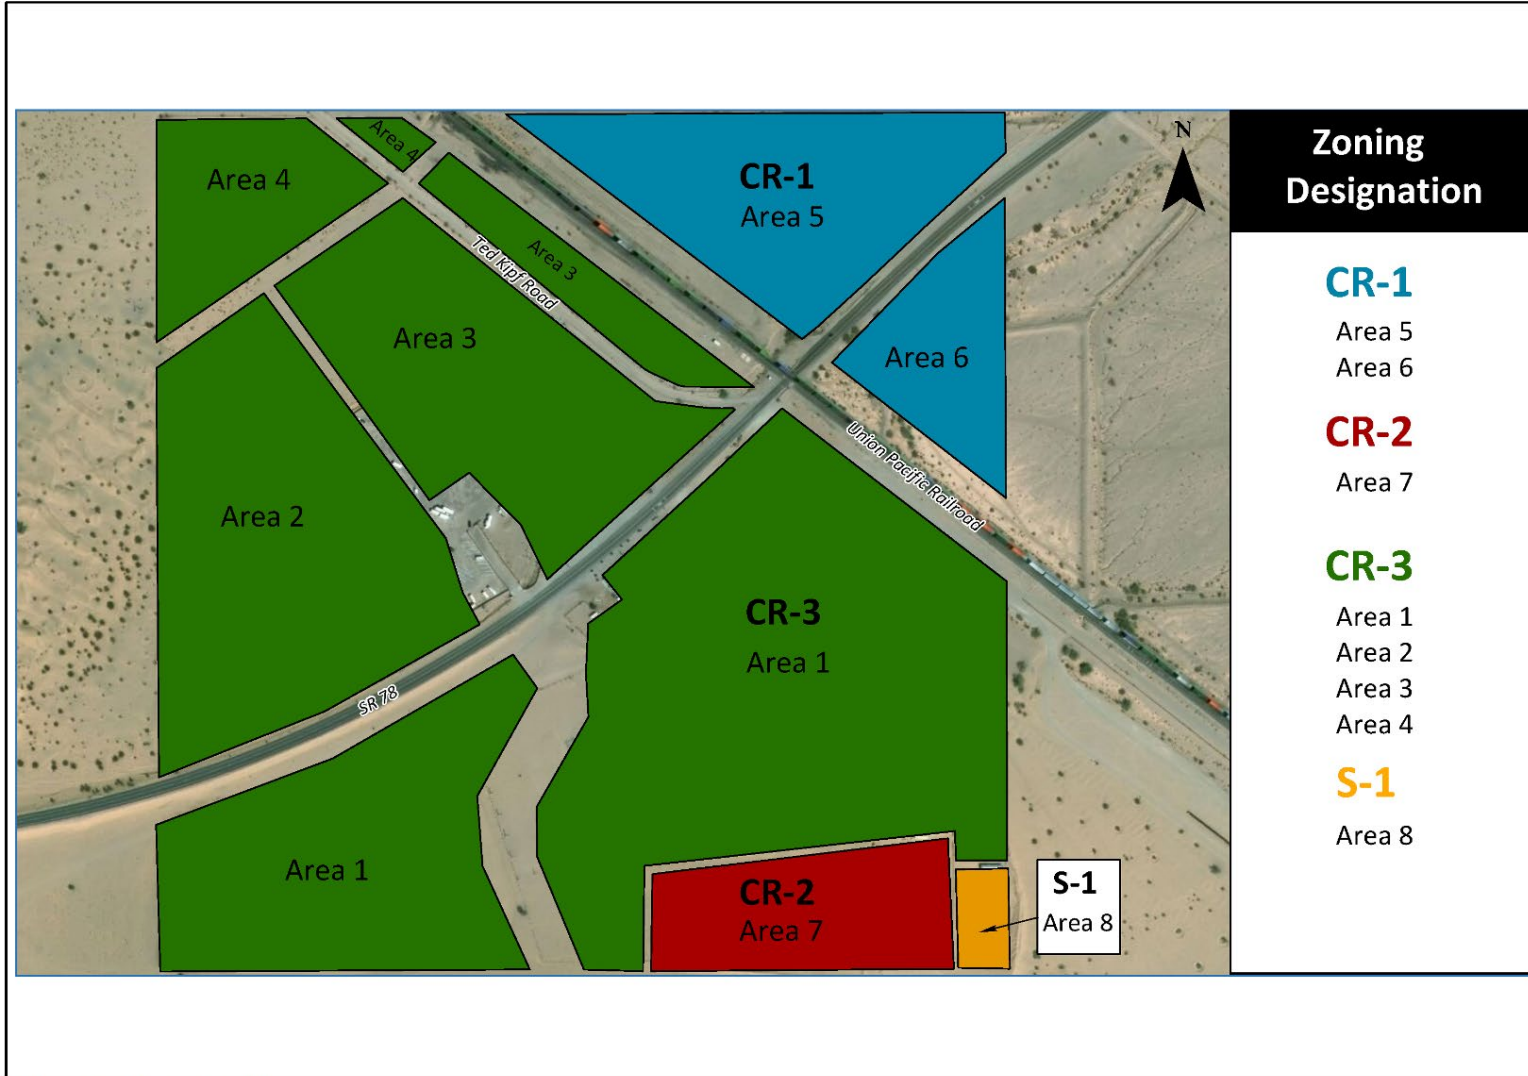 Area 4
Area 4
CR-1
Area 5
N
Area 3
Ted Kipf Road
Area 3
Area 6
Union Pacific Railroad
Area 2
CR-3
Area 1
SR 78
Area 1
CR-2
Area 7
S-1
Area 8
Zoning
Designation
CR-1
Area 5
Area 6
CR-2
Area 7
CR-3
Area 1
Area 2
Area 3
Area 4
S-1
Area 8